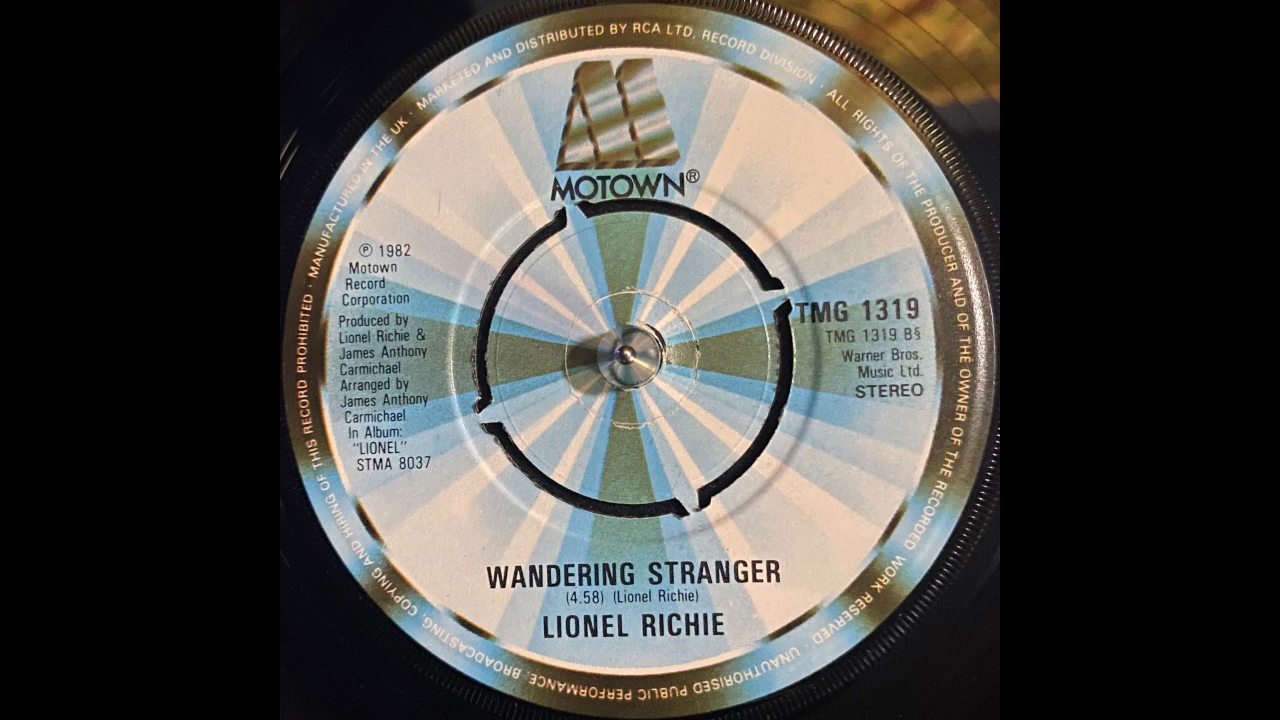 MANUFACTURED IN THE UK · MARKETED AND DISTRIBUTED BY RCA LTD. RECORD DIVISION · ALL RIGHTS OF THE PRODUCER AND OF THE OWNER OF THE RECORDED WORK RESERVED · UNAUTHORISED PUBLIC PERFORMANCE, BROADCASTING, COPYING AND HIRING OF THIS RECORD PROHIBITED ·
MOTOWN®
℗ 1982
Motown
Record
Corporation
Produced by
Lionel Richie &
James Anthony
Carmichael
Arranged by
James Anthony
Carmichael
In Album:
"LIONEL"
STMA 8037
TMG 1319
TMG 1319 B§
Warner Bros.
Music Ltd.
STEREO
WANDERING STRANGER
(4.58) (Lionel Richie)
LIONEL RICHIE